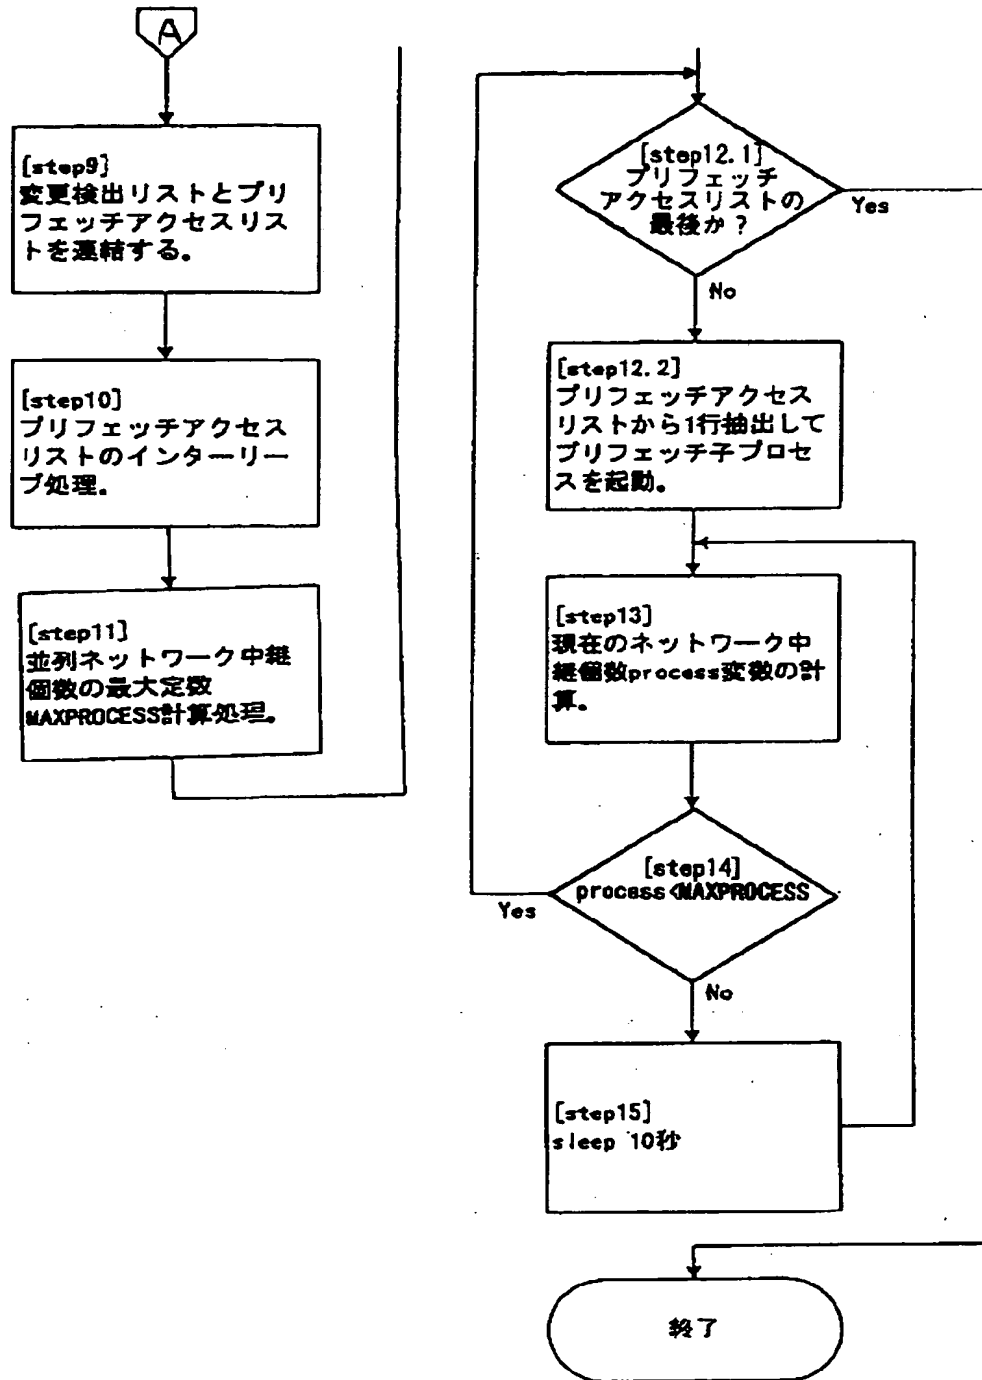 A
[step9]
変更検出リストとプリ
フェッチアクセスリス
トを連結する。
[step10]
プリフェッチアクセス
リストのインターリー
ブ処理。
[step11]
並列ネットワーク中継
個数の最大定数
MAXPROCESS計算処理。
[step12.1]
プリフェッチ
アクセスリストの
最後か？
Yes
No
[step12.2]
プリフェッチアクセス
リストから1行抽出して
プリフェッチ子プロセ
スを起動。
[step13]
現在のネットワーク中
継個数process変数の計
算。
[step14]
process<MAXPROCESS
Yes
No
[step15]
sleep 10秒
終了